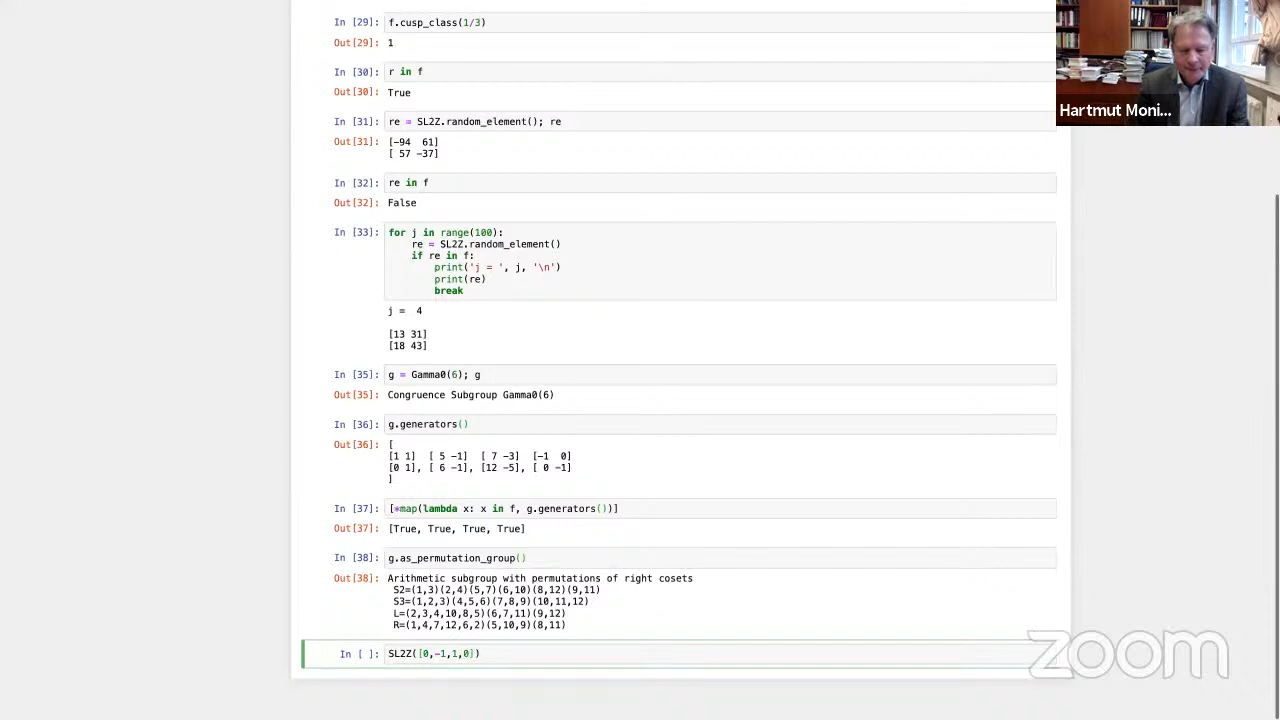 In [29]: f.cusp_class(1/3)
Out[29]: 1
In [30]: r in f
Out[30]: True
In [31]: re = SL2Z.random_element(); re
Out[31]: [-94  61]
[ 57 -37]
In [32]: re in f
Out[32]: False
In [33]: for j in range(100):
re = SL2Z.random_element()
if re in f:
print('j = ', j, '\n')
print(re)
break
j =  4
[13 31]
[18 43]
In [35]: g = Gamma0(6); g
Out[35]: Congruence Subgroup Gamma0(6)
In [36]: g.generators()
Out[36]: [
[1 1]  [ 5 -1]  [ 7 -3]  [-1  0]
[0 1], [ 6 -1], [12 -5], [ 0 -1]
]
In [37]: [*map(lambda x: x in f, g.generators())]
Out[37]: [True, True, True, True]
In [38]: g.as_permutation_group()
Out[38]: Arithmetic subgroup with permutations of right cosets
S2=(1,3)(2,4)(5,7)(6,10)(8,12)(9,11)
S3=(1,2,3)(4,5,6)(7,8,9)(10,11,12)
L=(2,3,4,10,8,5)(6,7,11)(9,12)
R=(1,4,7,12,6,2)(5,10,9)(8,11)
In [ ]: SL2Z([0,-1,1,0])
Hartmut Moni...
zoom